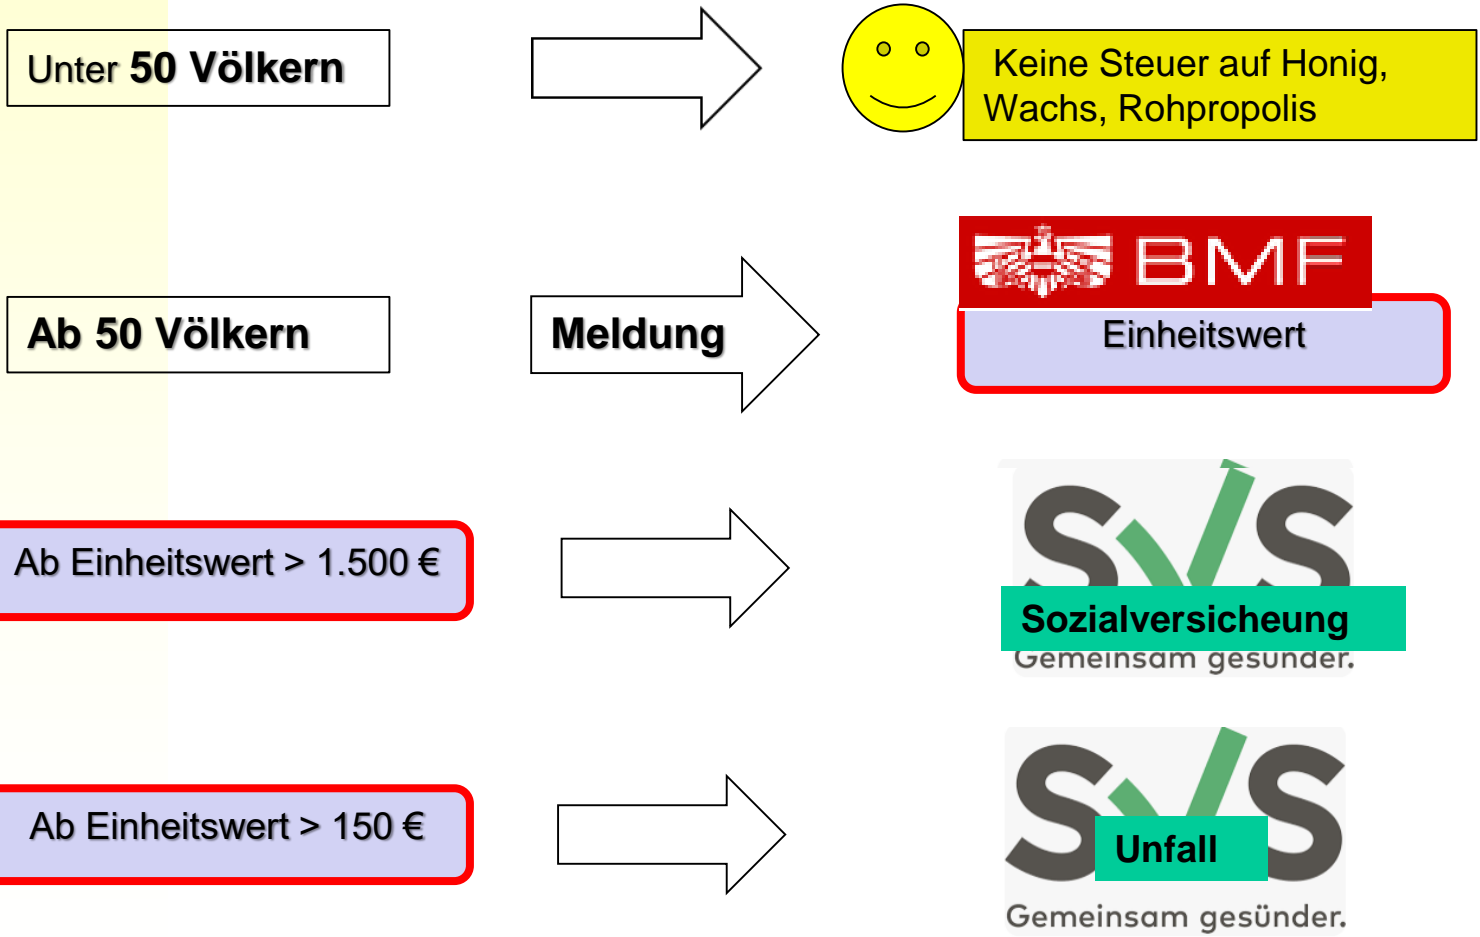 Unter 50 Völkern
Keine Steuer auf Honig,
Wachs, Rohpropolis
BMF
Ab 50 Völkern
Meldung
Einheitswert
Ab Einheitswert > 1.500 €
SVS
Sozialversicheung
Gemeinsam gesünder.
Ab Einheitswert > 150 €
SVS
Unfall
Gemeinsam gesünder.